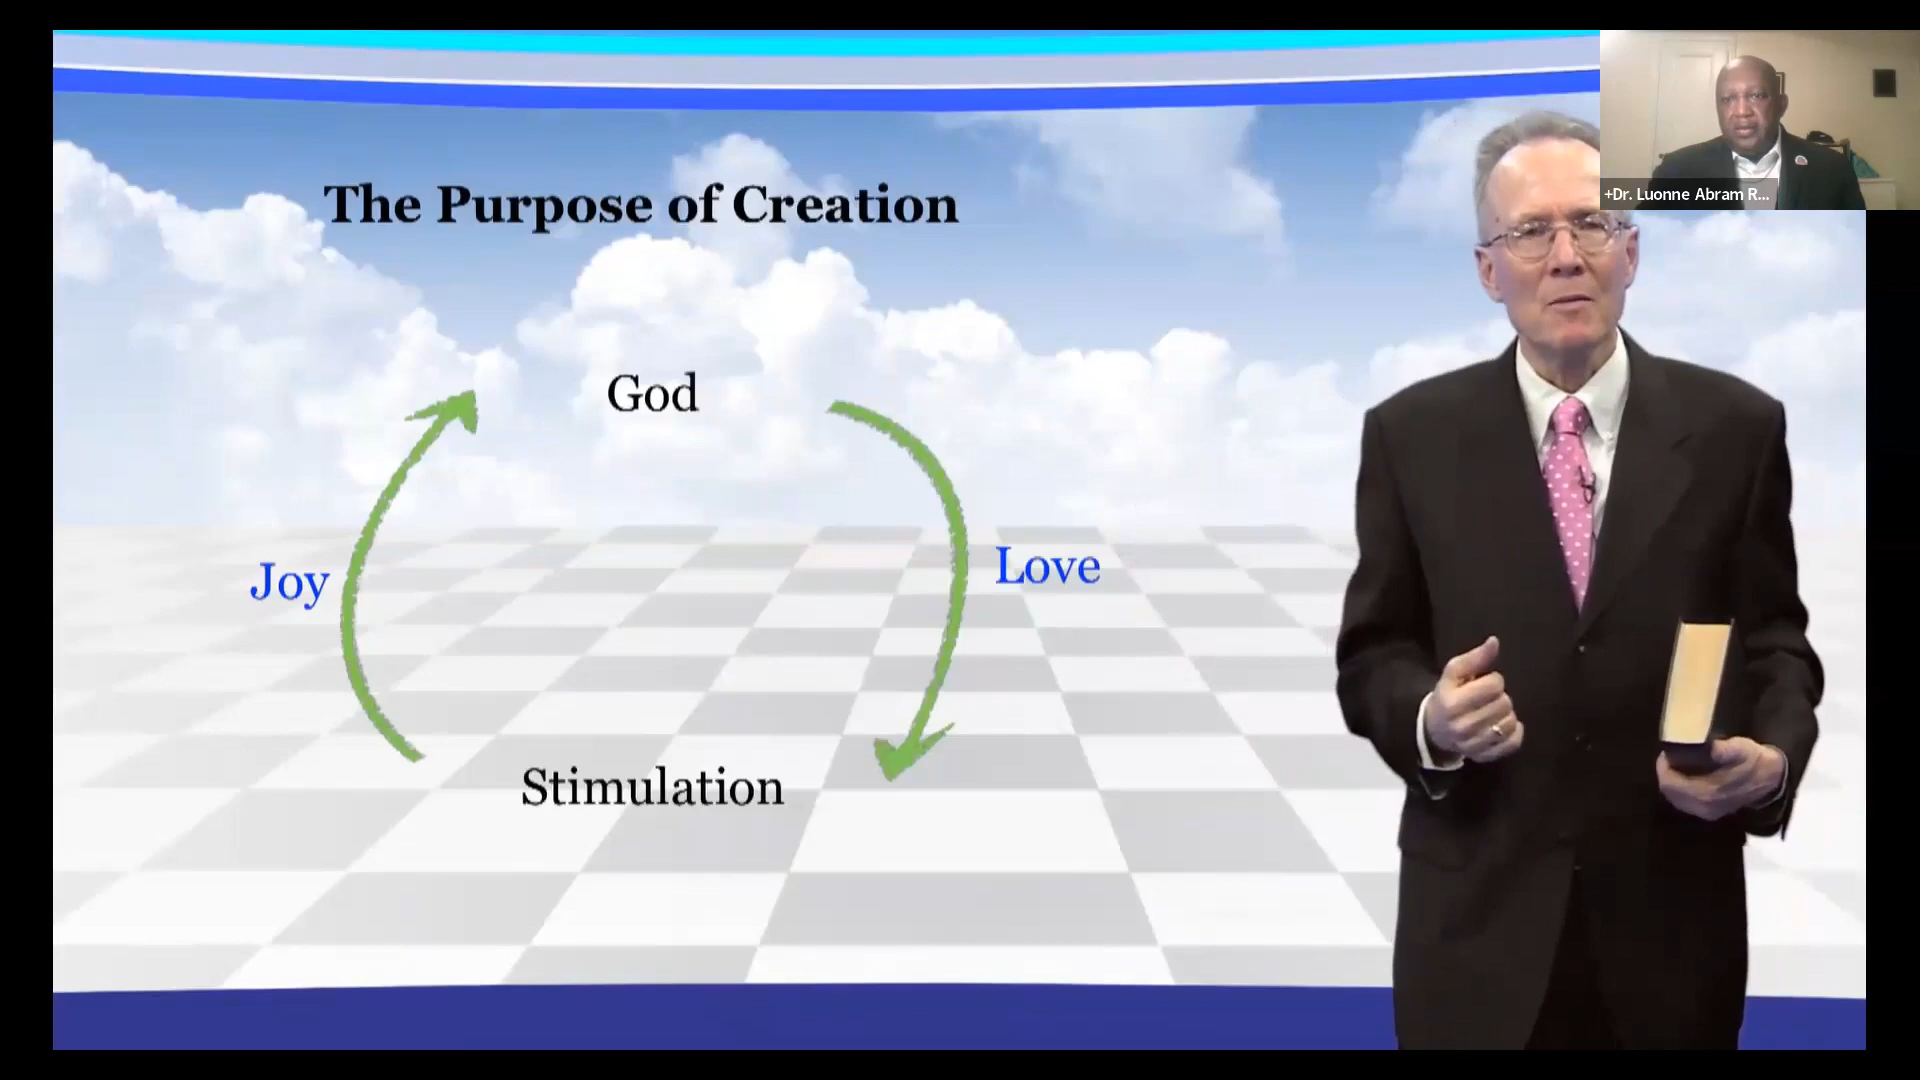 The Purpose of Creation
+Dr. Luonne Abram R...
God
Joy
Love
Stimulation